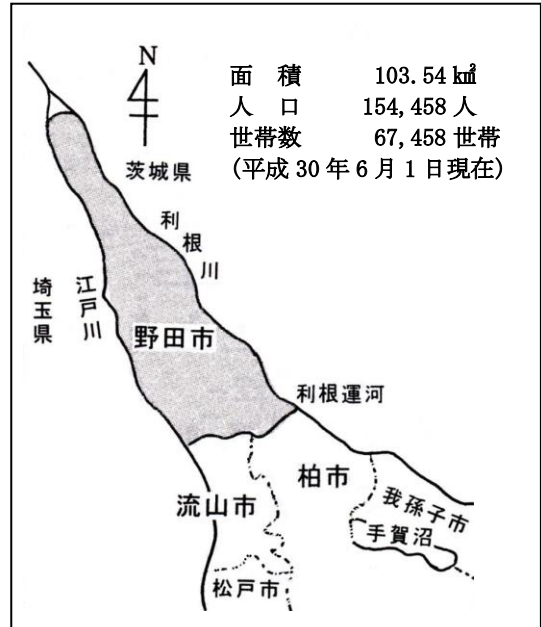 N
面 積 103.54 k㎡
人 口 154,458 人
世帯数 67,458 世帯
(平成 30 年 6 月 1 日現在)
茨城県
利根川
埼玉県
江戸川
野田市
利根運河
柏市
流山市
我孫子市
手賀沼
松戸市